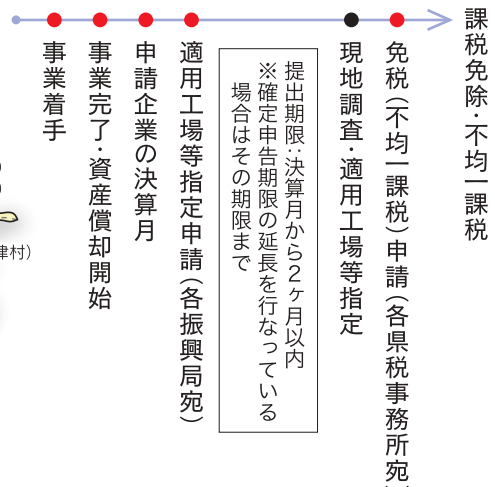 事業着手
事業完了・資産償却開始
申請企業の決算月
適用工場等指定申請（各振興局宛）
提出期限：決算月から２ヶ月以内
※確定申告期限の延長を行なっている
場合はその期限まで
現地調査・適用工場等指定
免税（不均一課税）申請（各県税事務所宛
課税免除・不均一課税
津村）